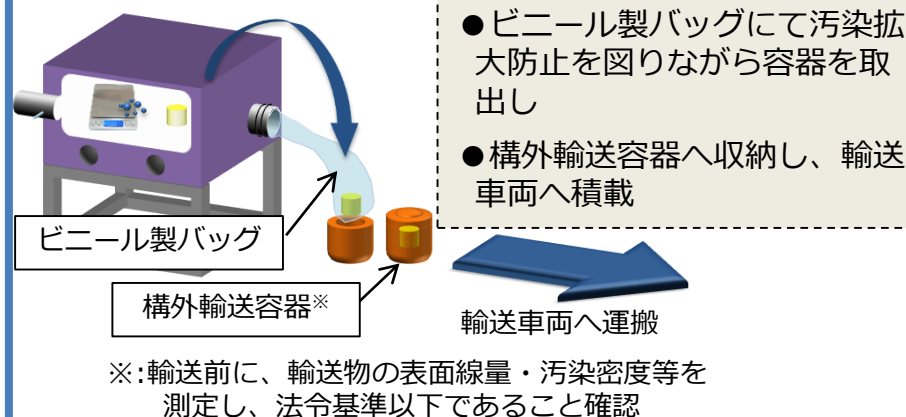 ●ビニール製バッグにて汚染拡
大防止を図りながら容器を取
出し
●構外輸送容器へ収納し、輸送
車両へ積載
ビニール製バッグ
構外輸送容器※
輸送車両へ運搬
※:輸送前に、輸送物の表面線量・汚染密度等を
測定し、法令基準以下であること確認